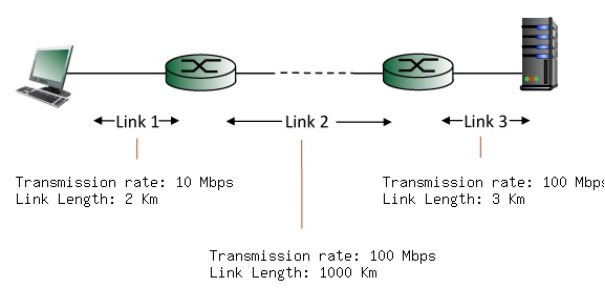 Link 1
Link 2
Link 3
Transmission rate: 10 Mbps
Link Length: 2 Km
Transmission rate: 100 Mbps
Link Length: 3 Km
Transmission rate: 100 Mbps
Link Length: 1000 Km